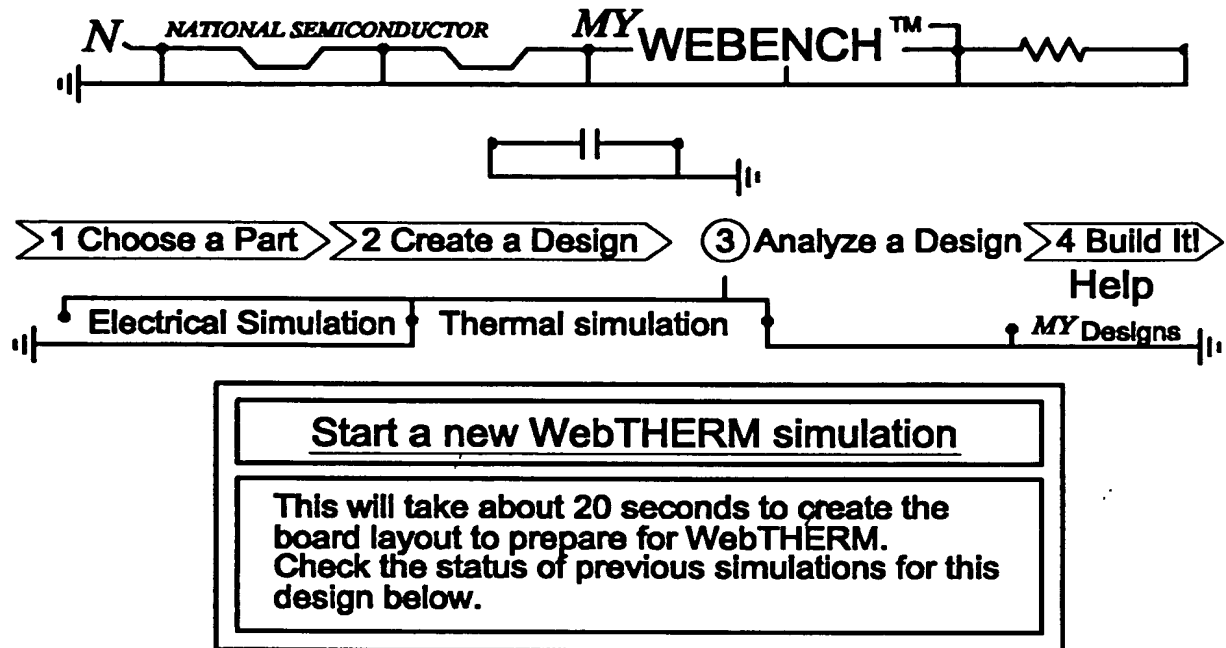 N NATIONAL SEMICONDUCTOR MY WEBENCH™
1 Choose a Part 2 Create a Design 3 Analyze a Design 4 Build It!
Help
Electrical Simulation Thermal simulation
MY Designs
Start a new WebTHERM simulation
This will take about 20 seconds to create the
board layout to prepare for WebTHERM.
Check the status of previous simulations for this
design below.